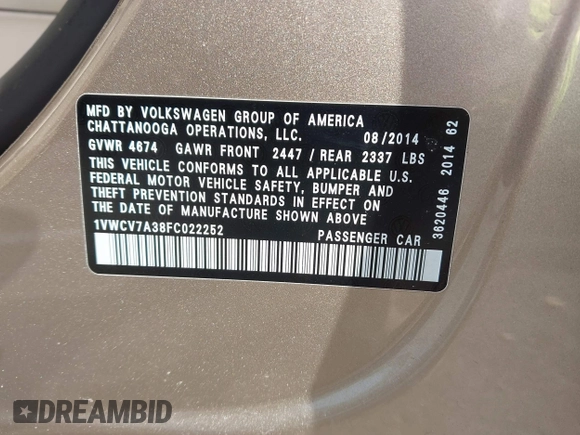 MFD BY VOLKSWAGEN GROUP OF AMERICA
CHATTANOOGA OPERATIONS, LLC. 08/2014
GVWR 4674 GAWR FRONT 2447 / REAR 2337 LBS
THIS VEHICLE CONFORMS TO ALL APPLICABLE U.S.
FEDERAL MOTOR VEHICLE SAFETY, BUMPER AND
THEFT PREVENTION STANDARDS IN EFFECT ON
THE DATE OF MANUFACTURE SHOWN ABOVE
1VWCV7A38FC022252 PASSENGER CAR
3620446 2014 62
DREAMBID